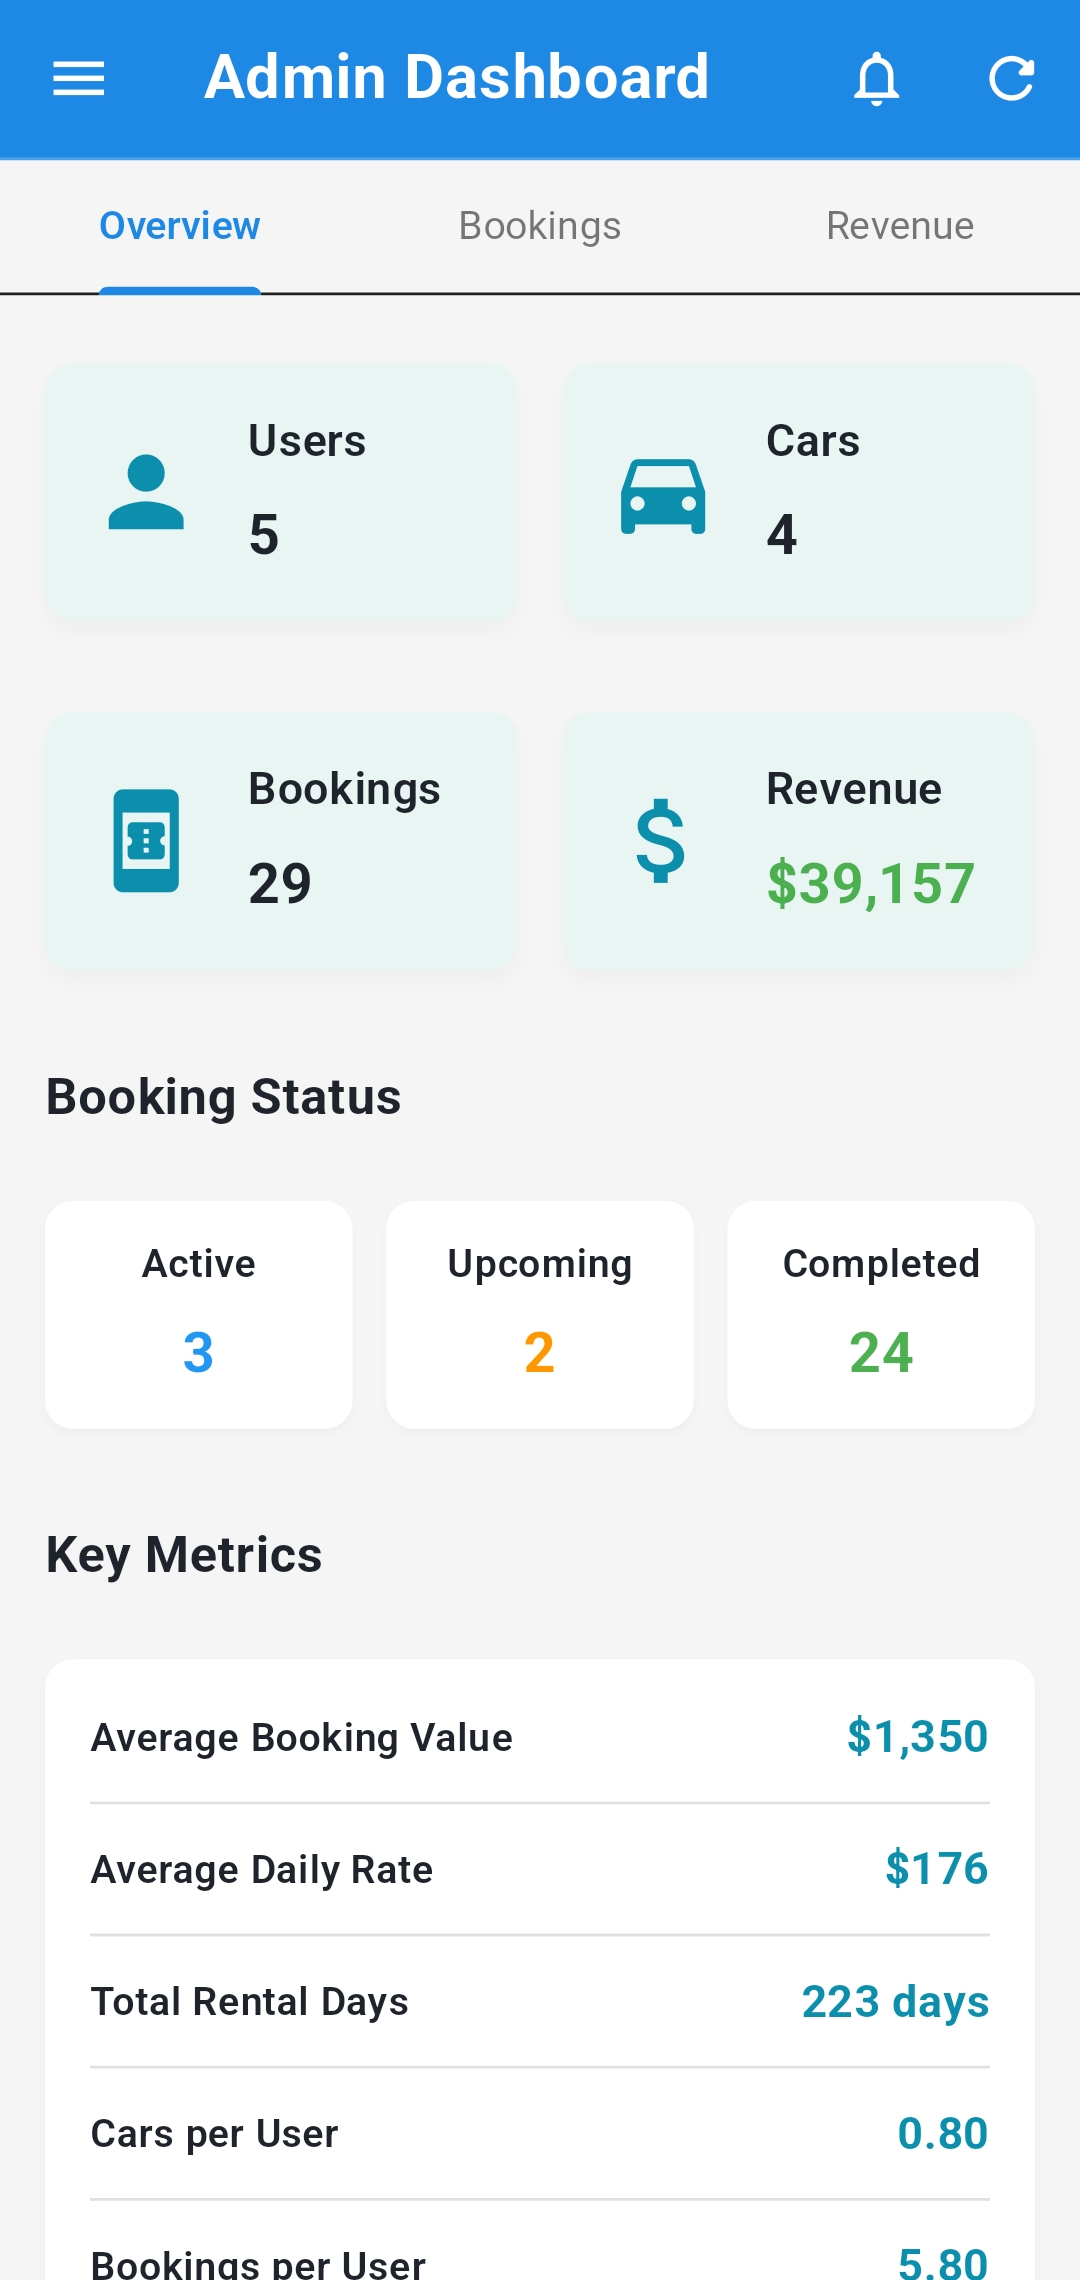 Admin Dashboard
Overview
Bookings
Revenue
Users
5
Cars
4
Bookings
29
Revenue
$39,157
Booking Status
Active
3
Upcoming
2
Completed
24
Key Metrics
Average Booking Value
$1,350
Average Daily Rate
$176
Total Rental Days
223 days
Cars per User
0.80
Bookings per User
5.80